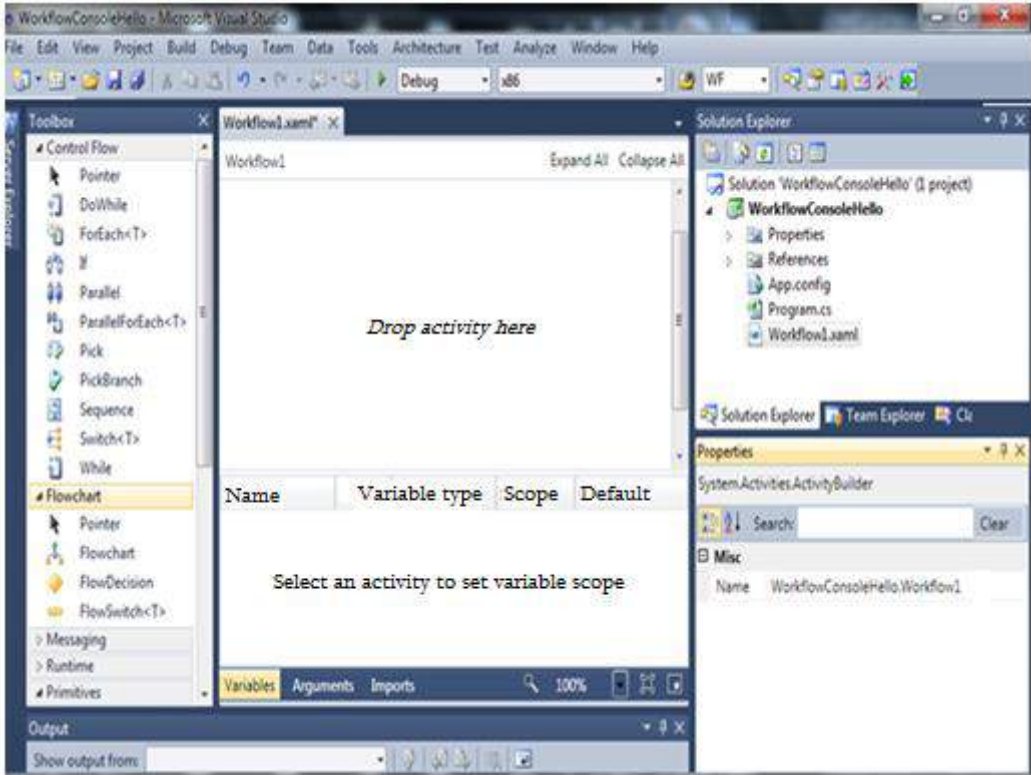 WorkflowConsoleHello - Microsoft Visual Studio
File Edit View Project Build Debug Team Data Tools Architecture Test Analyze Window Help
Debug x86 WF
Server Explorer
Toolbox
Control Flow
Pointer
DoWhile
ForEach<T>
If
Parallel
ParallelForEach<T>
Pick
PickBranch
Sequence
Switch<T>
While
Flowchart
Pointer
Flowchart
FlowDecision
FlowSwitch<T>
Messaging
Runtime
Primitives
Workflow1.xaml*
Workflow1 Expand All Collapse All
Drop activity here
Name Variable type Scope Default
Select an activity to set variable scope
Variables Arguments Imports 100%
Output
Show output from:
Solution Explorer
Solution 'WorkflowConsoleHello' (1 project)
WorkflowConsoleHello
Properties
References
App.config
Program.cs
Workflow1.xaml
Solution Explorer Team Explorer Cla
Properties
System.Activities.ActivityBuilder
Search: Clear
Misc
Name WorkflowConsoleHello.Workflow1